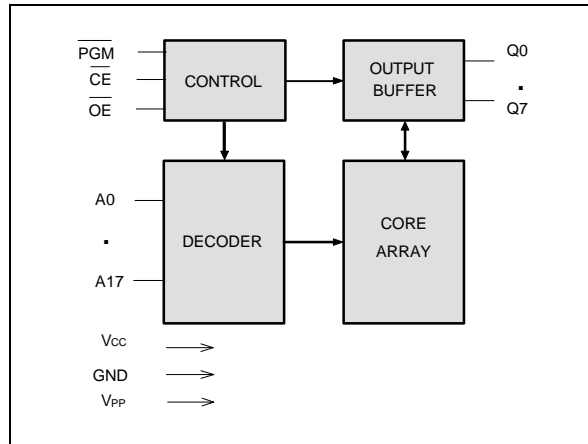 PGM
CE
OE
CONTROL
OUTPUT
BUFFER
Q0
.
Q7
A0
.
A17
DECODER
CORE
ARRAY
VCC
GND
VPP